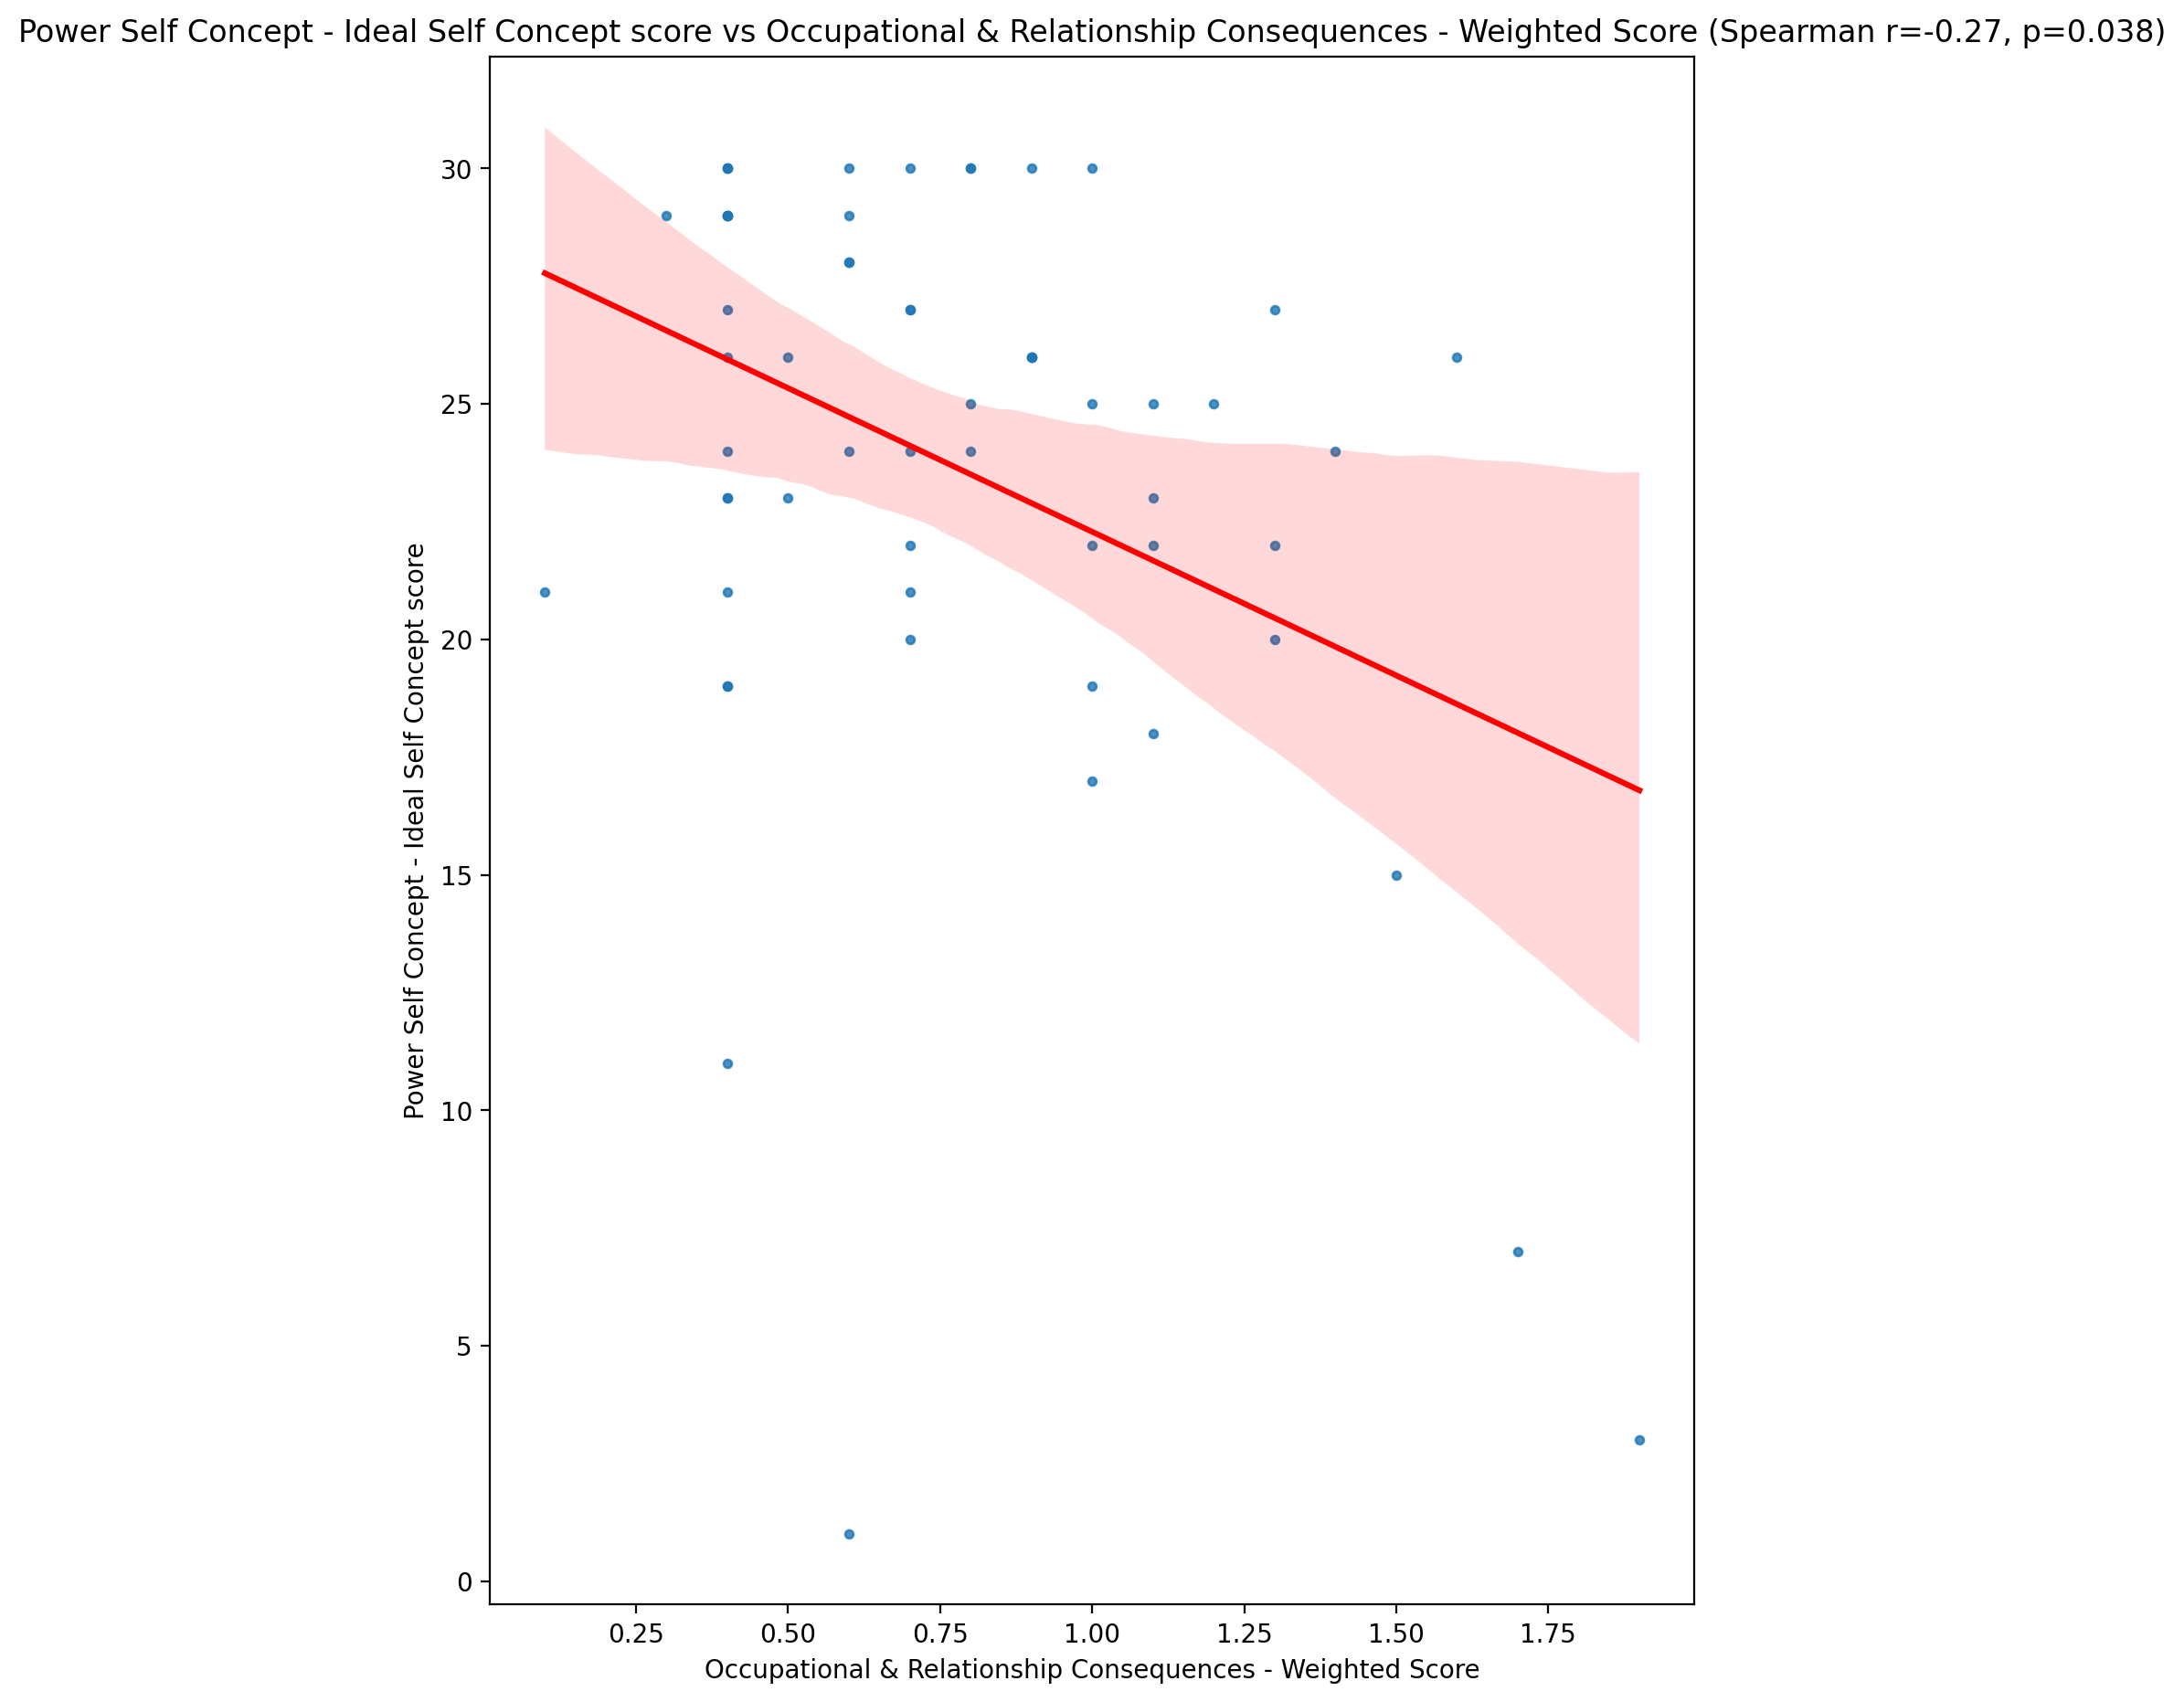 Power Self Concept - Ideal Self Concept score vs Occupational & Relationship Consequences - Weighted Score (Spearman r=-0.27, p=0.038)
Power Self Concept - Ideal Self Concept score
30
25
20
15
10
5
0
0.25 0.50 0.75 1.00 1.25 1.50 1.75
Occupational & Relationship Consequences - Weighted Score